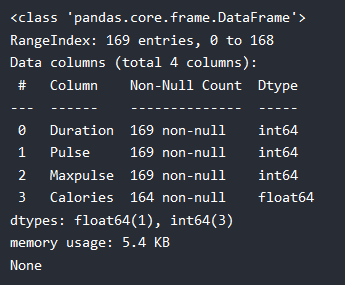 <class 'pandas.core.frame.DataFrame'>
RangeIndex: 169 entries, 0 to 168
Data columns (total 4 columns):
 #   Column    Non-Null Count  Dtype
---  ------    --------------  -----
 0   Duration  169 non-null    int64
 1   Pulse     169 non-null    int64
 2   Maxpulse  169 non-null    int64
 3   Calories  164 non-null    float64
dtypes: float64(1), int64(3)
memory usage: 5.4 KB
None